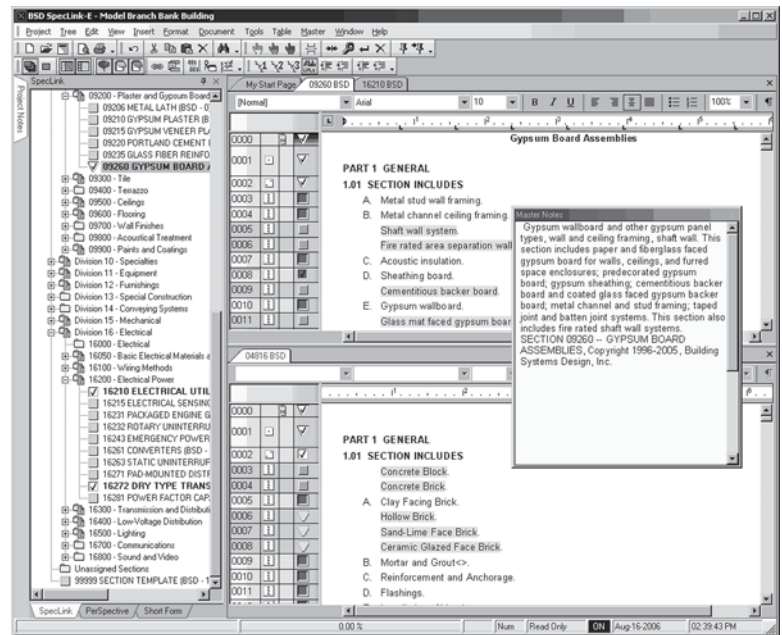 BSD SpecLink-E - Model Branch Bank Building
Project Tree Edit View Insert Format Document Tools Table Master Window Help
SpecLink
Project Notes
09200 - Plaster and Gypsum Board
09206 METAL LATH (BSD - 0
09210 GYPSUM PLASTER (B
09215 GYPSUM VENEER PL
09220 PORTLAND CEMENT
09235 GLASS FIBER REINFO
09260 GYPSUM BOARD
09300 - Tile
09400 - Terrazzo
09500 - Ceilings
09600 - Flooring
09700 - Wall Finishes
09800 - Acoustical Treatment
09900 - Paints and Coatings
Division 10 - Specialties
Division 11 - Equipment
Division 12 - Furnishings
Division 13 - Special Construction
Division 14 - Conveying Systems
Division 15 - Mechanical
Division 16 - Electrical
16000 - Electrical
16050 - Basic Electrical Materials a
16100 - Wiring Methods
16200 - Electrical Power
16210 ELECTRICAL UTIL
16215 ELECTRICAL SENSING
16231 PACKAGED ENGINE G
16232 ROTARY UNINTERRU
16243 EMERGENCY POWER
16261 CONVERTERS (BSD -
16263 STATIC UNINTERRUF
16271 PAD-MOUNTED DISTF
16272 DRY TYPE TRANS
16281 POWER FACTOR CAP
16300 - Transmission and Distributi
16400 - Low-Voltage Distribution
16500 - Lighting
16700 - Communications
16800 - Sound and Video
Unassigned Sections
99999 SECTION TEMPLATE (BSD - 1
SpecLink PerSpective Short Form
My Start Page 09260 BSD 16210 BSD
[Normal] Arial 10 B I U 100%
0000 Gypsum Board Assemblies
0001 PART 1 GENERAL
0002 1.01 SECTION INCLUDES
0003 A. Metal stud wall framing.
0004 B. Metal channel ceiling framing.
0005 Shaft wall system.
0006 Fire rated area separation wall
0007 C. Acoustic insulation.
0008 D. Sheathing board.
0009 Cementitious backer board.
0010 E. Gypsum wallboard.
0011 Glass mat faced gypsum boar
Master Notes
Gypsum wallboard and other gypsum panel
types, wall and ceiling framing, shaft wall. This
section includes paper and fiberglass faced
gypsum board for walls, ceilings, and furred
space enclosures; predecorated gypsum
board; gypsum sheathing; cementitious backer
board and coated glass faced gypsum backer
board; metal channel and stud framing; taped
joint and batten joint systems. This section also
includes fire rated shaft wall systems.
SECTION 09260 -- GYPSUM BOARD
ASSEMBLIES, Copyright 1996-2005, Building
Systems Design, Inc.
04816 BSD
0000
0001 PART 1 GENERAL
0002 1.01 SECTION INCLUDES
0003 Concrete Block.
0004 Concrete Brick.
0005 A. Clay Facing Brick.
0006 Hollow Brick.
0007 Sand-Lime Face Brick.
0008 Ceramic Glazed Face Brick.
0009 B. Mortar and Grout<>.
0010 C. Reinforcement and Anchorage.
0011 D. Flashings.
0.00 % Num Read Only ON Aug-16-2006 02:39:43 PM